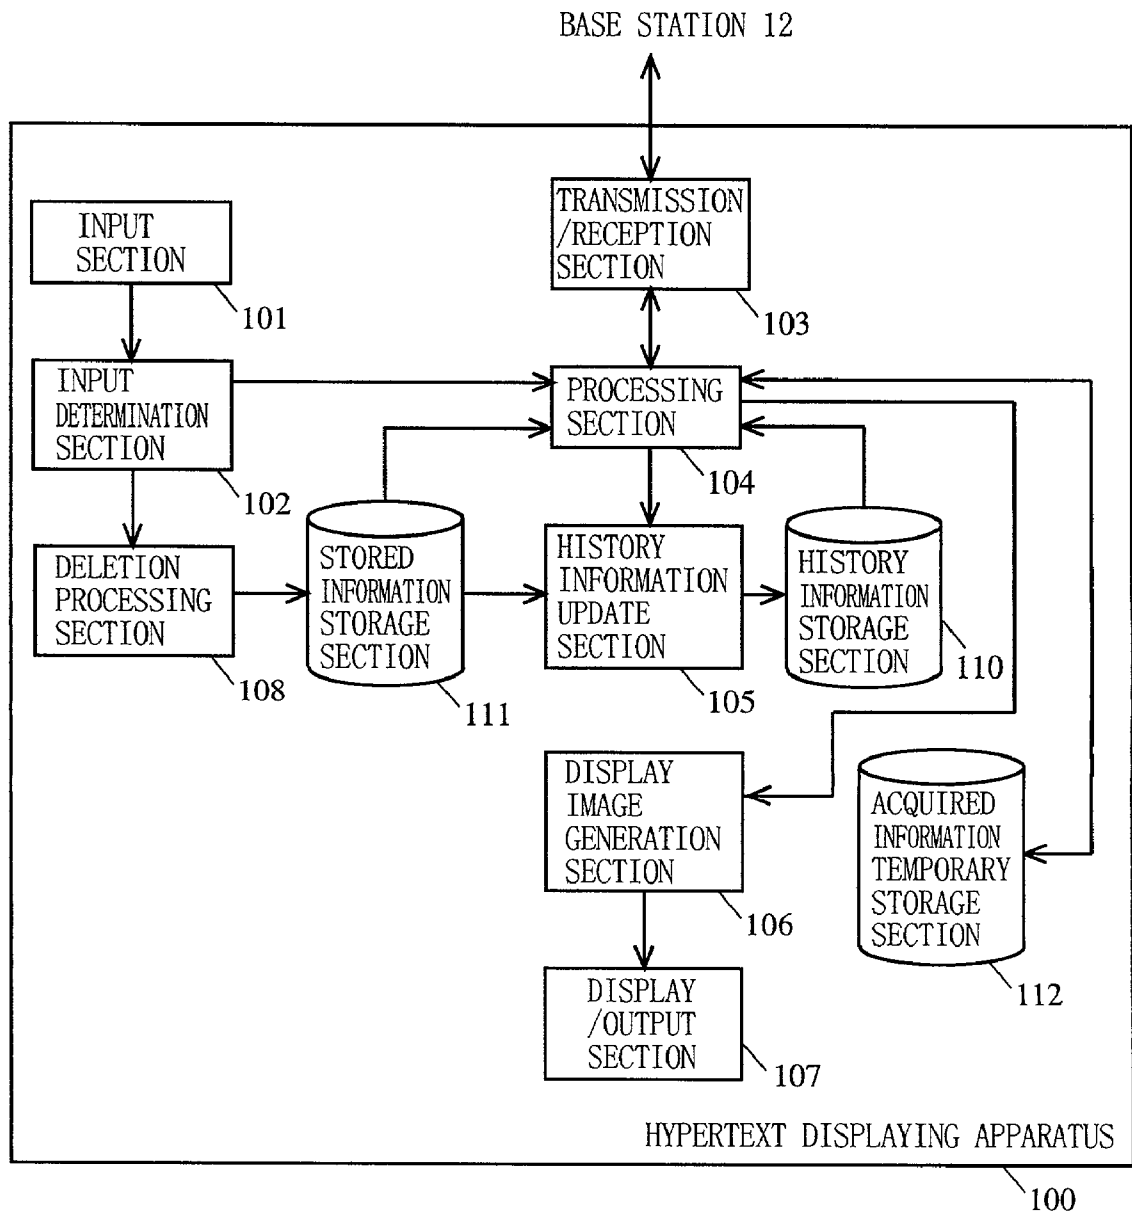 BASE STATION 12
INPUT
SECTION
101
TRANSMISSION
/RECEPTION
SECTION
103
INPUT
DETERMINATION
SECTION
102
PROCESSING
SECTION
104
DELETION
PROCESSING
SECTION
108
STORED
INFORMATION
STORAGE
SECTION
111
HISTORY
INFORMATION
UPDATE
SECTION
105
HISTORY
INFORMATION
STORAGE
SECTION
110
DISPLAY
IMAGE
GENERATION
SECTION
106
ACQUIRED
INFORMATION
TEMPORARY
STORAGE
SECTION
112
DISPLAY
/OUTPUT
SECTION
107
HYPERTEXT DISPLAYING APPARATUS
100